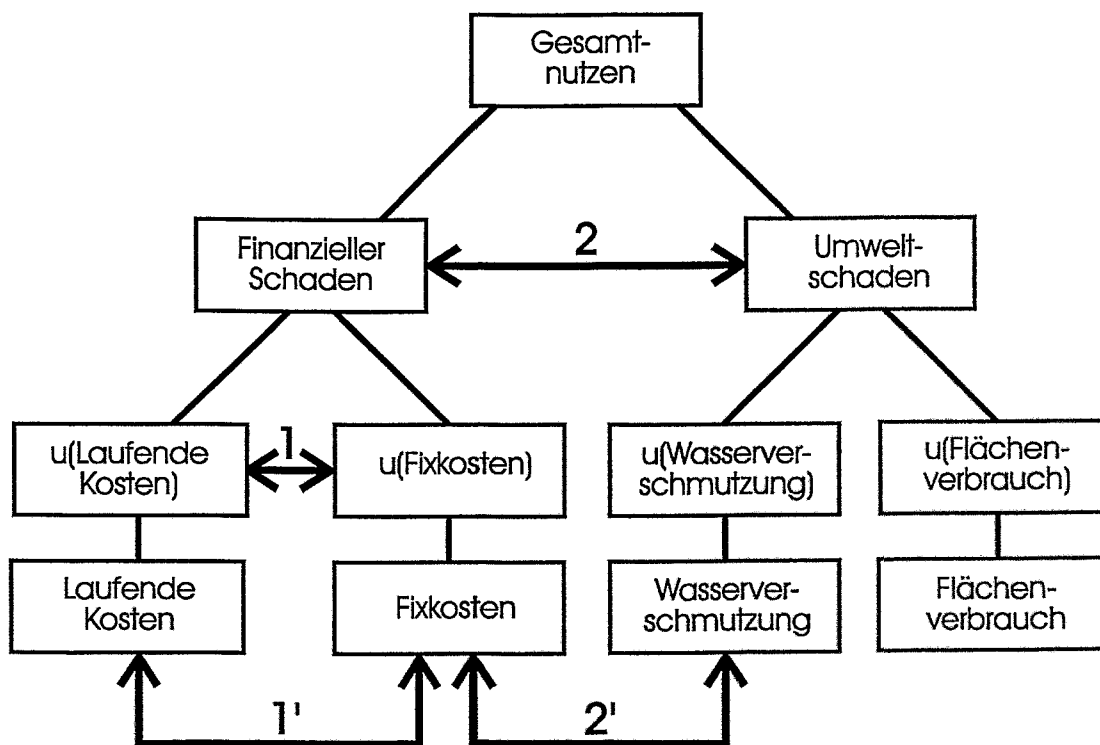 Gesamt-
nutzen
Finanzieller
Schaden
2
Umwelt-
schaden
u(Laufende
Kosten)
1
u(Fixkosten)
u(Wasserver-
schmutzung)
u(Flächen-
verbrauch)
Laufende
Kosten
Fixkosten
Wasserver-
schmutzung
Flächen-
verbrauch
1'
2'